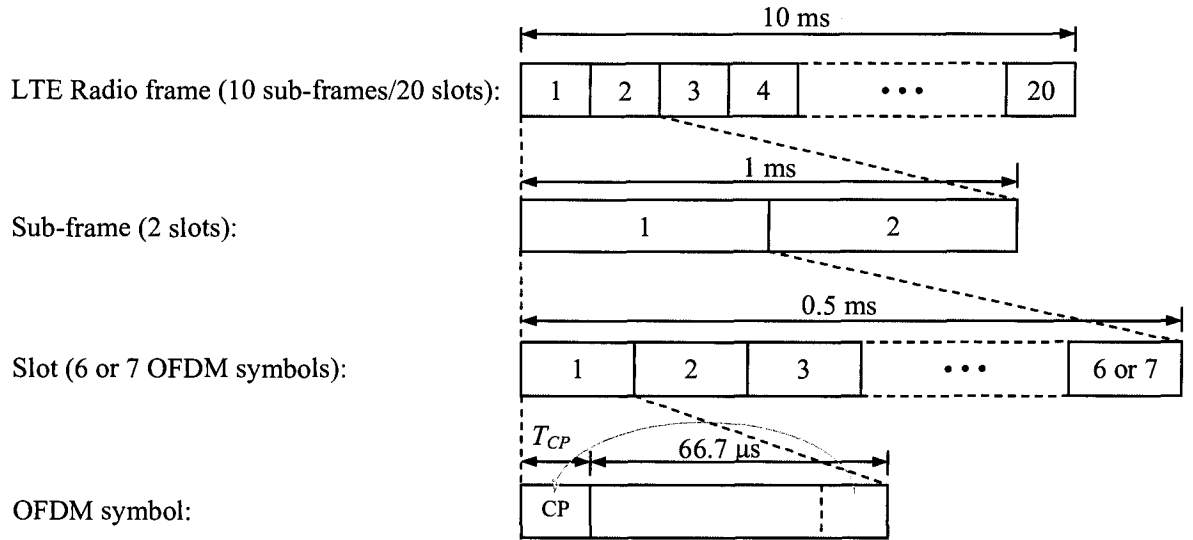 10 ms
LTE Radio frame (10 sub-frames/20 slots): 1 2 3 4 ••• 20
1 ms
Sub-frame (2 slots): 1 2
0.5 ms
Slot (6 or 7 OFDM symbols): 1 2 3 ••• 6 or 7
T_CP 66.7 μs
OFDM symbol: CP